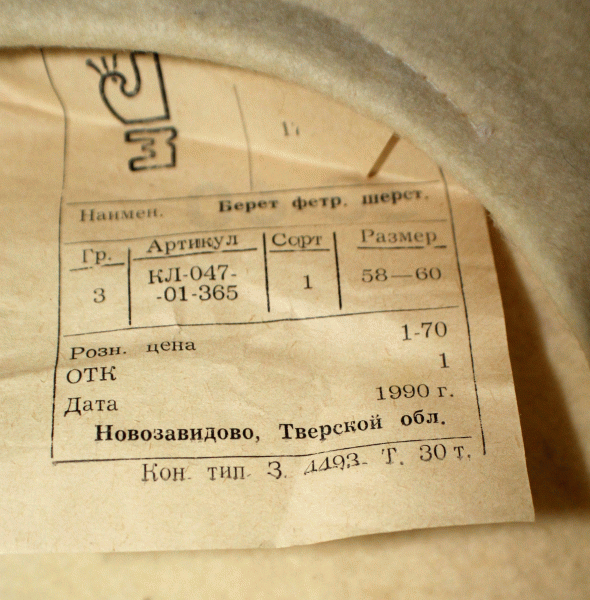 Наимен. Берет фетр. шерст.
Гр. Артикул Сорт Размер
3 КЛ-047- 1 58—60
-01-365
Розн. цена 1-70
ОТК 1
Дата 1990 г.
Новозавидово, Тверской обл.
Кон. тип. З. 4493. Т. 30 т.